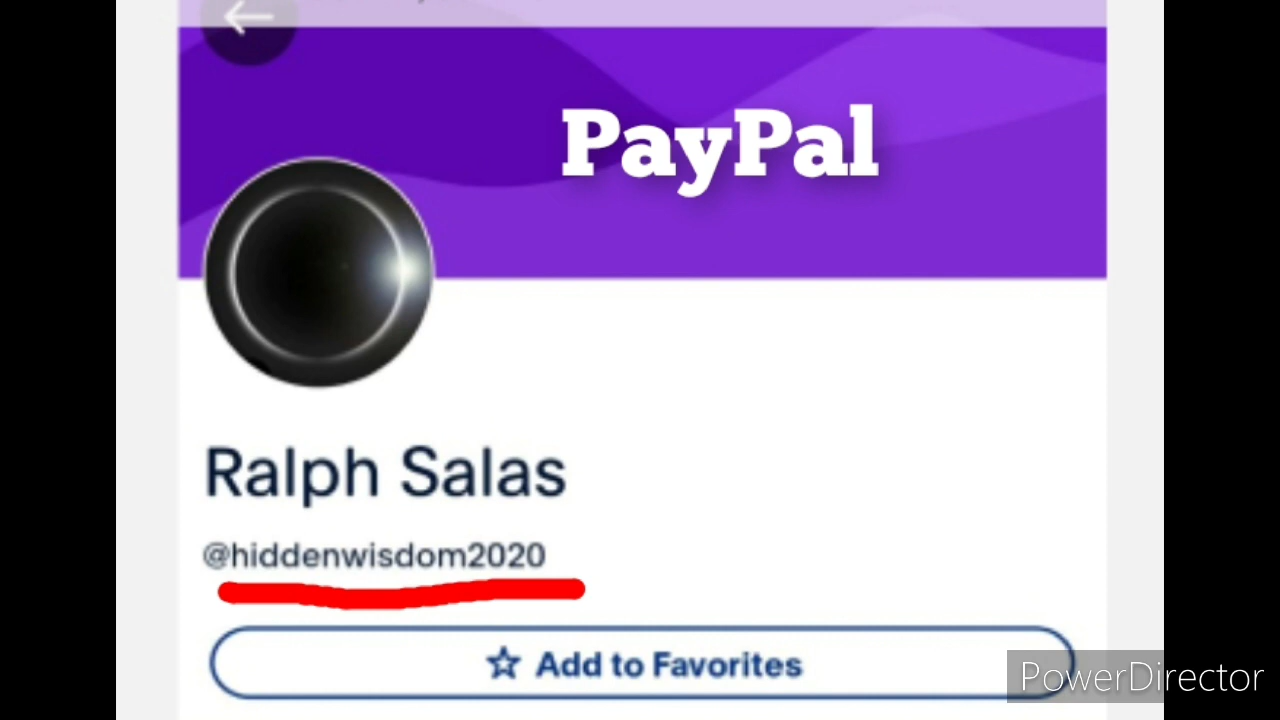 PayPal
Ralph Salas
@hiddenwisdom2020
Add to Favorites
PowerDirector